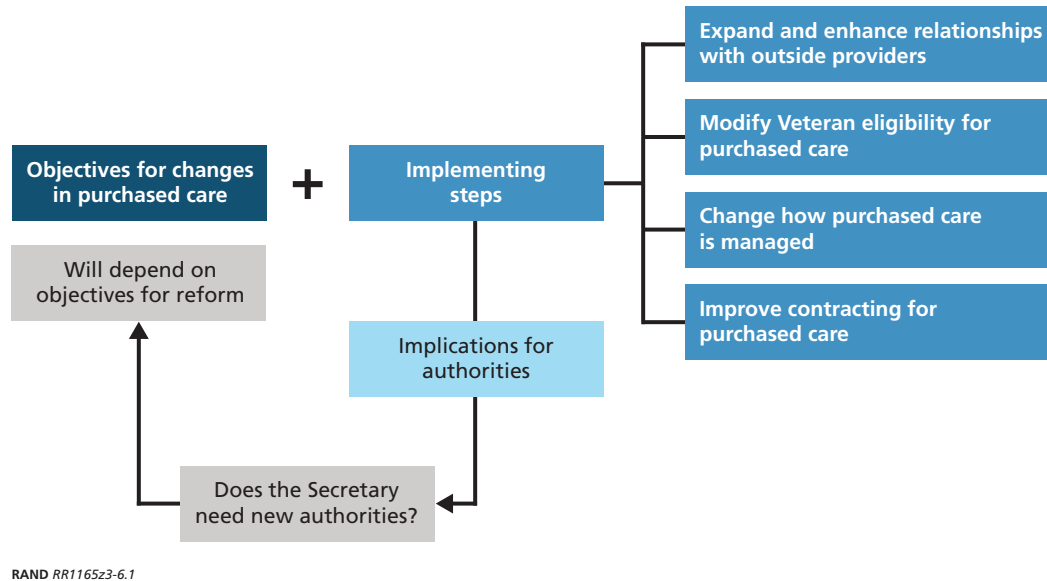 Expand and enhance relationships
with outside providers
Modify Veteran eligibility for
purchased care
Objectives for changes
in purchased care
+
Implementing
steps
Change how purchased care
is managed
Will depend on
objectives for reform
Improve contracting for
purchased care
Implications for
authorities
Does the Secretary
need new authorities?
RAND RR1165z3-6.1